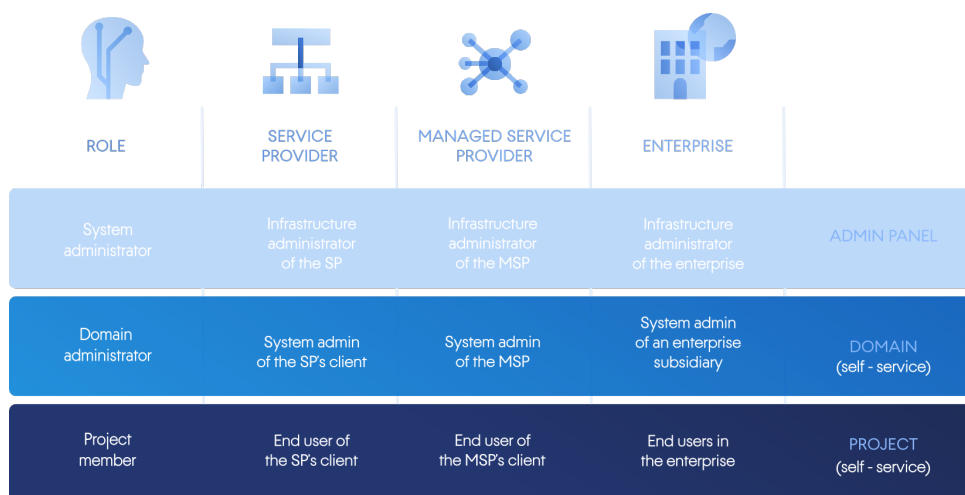 ROLE
SERVICE
PROVIDER
MANAGED SERVICE
PROVIDER
ENTERPRISE
System
administrator
Infrastructure
administrator
of the SP
Infrastructure
administrator
of the MSP
Infrastructure
administrator
of the enterprise
ADMIN PANEL
Domain
administrator
System admin
of the SP's client
System admin
of the MSP
System admin
of an enterprise
subsidiary
DOMAIN
(self - service)
Project
member
End user of
the SP's client
End user of
the MSP's client
End users in
the enterprise
PROJECT
(self - service)